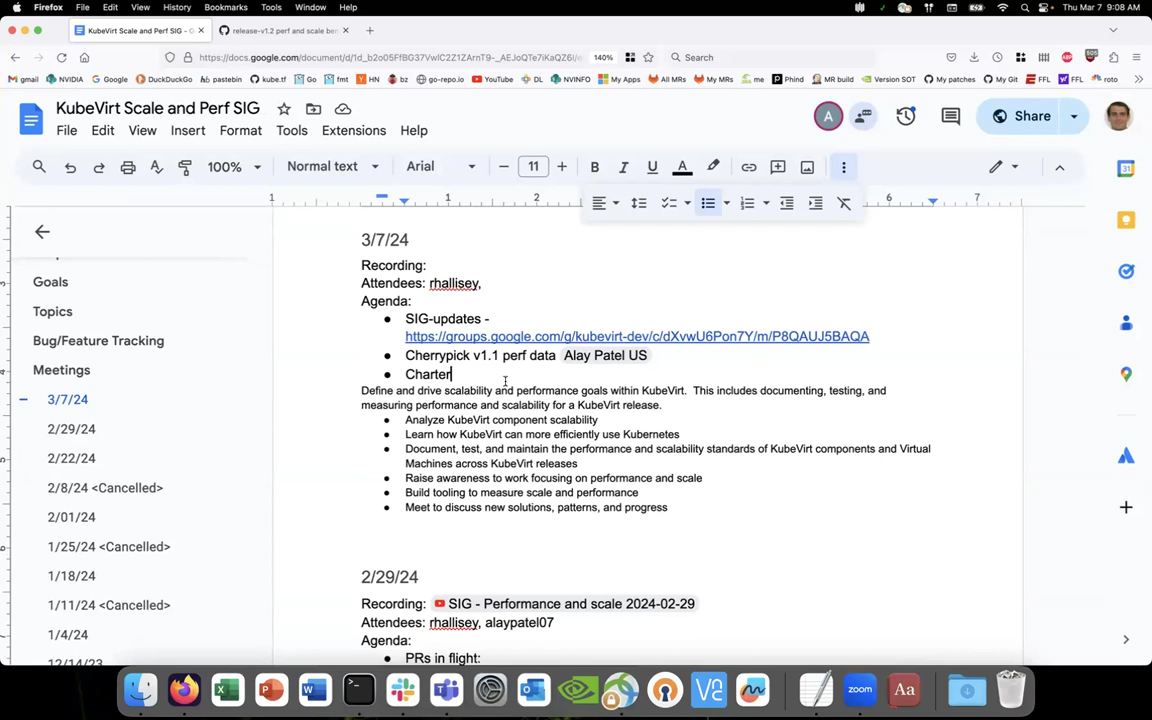 Firefox File Edit View History Bookmarks Tools Window Help
Thu Mar 7 9:08 AM
KubeVirt Scale and Perf SIG - G
release-v1.2 perf and scale ben
140%
Search
gmail NVIDIA Google DuckDuckGo pastebin kube.tf Goog fmt HN bz go-repo.io YouTube DL NVINFO My Apps All MRs My MRs me Phind MR build Version SOT My patches My Git FFL FFL roto
KubeVirt Scale and Perf SIG
File Edit View Insert Format Tools Extensions Help
A
Share
100% Normal text Arial 11 B I U A
1 1 2 6 7
Goals
Topics
Bug/Feature Tracking
Meetings
3/7/24
2/29/24
2/22/24
2/8/24 <Cancelled>
2/01/24
1/25/24 <Cancelled>
1/18/24
1/11/24 <Cancelled>
1/4/24
12/14/23
3/7/24
Recording:
Attendees: rhallisey,
Agenda:
● SIG-updates -
https://groups.google.com/g/kubevirt-dev/c/dXvwU6Pon7Y/m/P8QAUJ5BAQA
● Cherrypick v1.1 perf data Alay Patel US
● Charter
Define and drive scalability and performance goals within KubeVirt. This includes documenting, testing, and
measuring performance and scalability for a KubeVirt release.
● Analyze KubeVirt component scalability
● Learn how KubeVirt can more efficiently use Kubernetes
● Document, test, and maintain the performance and scalability standards of KubeVirt components and Virtual
Machines across KubeVirt releases
● Raise awareness to work focusing on performance and scale
● Build tooling to measure scale and performance
● Meet to discuss new solutions, patterns, and progress
2/29/24
Recording: SIG - Performance and scale 2024-02-29
Attendees: rhallisey, alaypatel07
Agenda:
● PRs in flight: